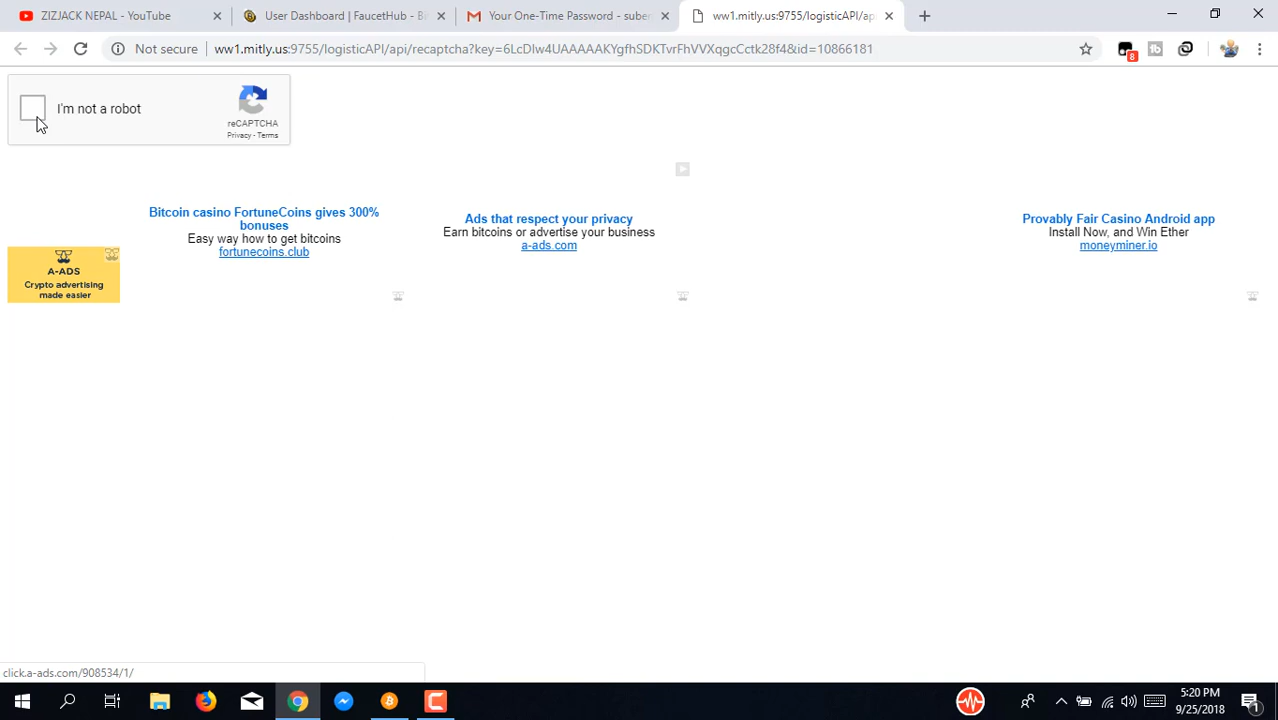 ZIZJACK NEPAL - YouTube
User Dashboard | FaucetHub - Bi
Your One-Time Password - suber
ww1.mitly.us:9755/logisticAPI/ap
Not secure
ww1.mitly.us:9755/logisticAPI/api/recaptcha?key=6LcDIw4UAAAAAKYgfhSDKTvrFhVVXqgcCctk28f4&id=10866181
8
I'm not a robot
reCAPTCHA
Privacy - Terms
Bitcoin casino FortuneCoins gives 300%
bonuses
Easy way how to get bitcoins
fortunecoins.club
Ads that respect your privacy
Earn bitcoins or advertise your business
a-ads.com
Provably Fair Casino Android app
Install Now, and Win Ether
moneyminer.io
A-ADS
Crypto advertising
made easier
click.a-ads.com/908534/1/
5:20 PM
9/25/2018
1